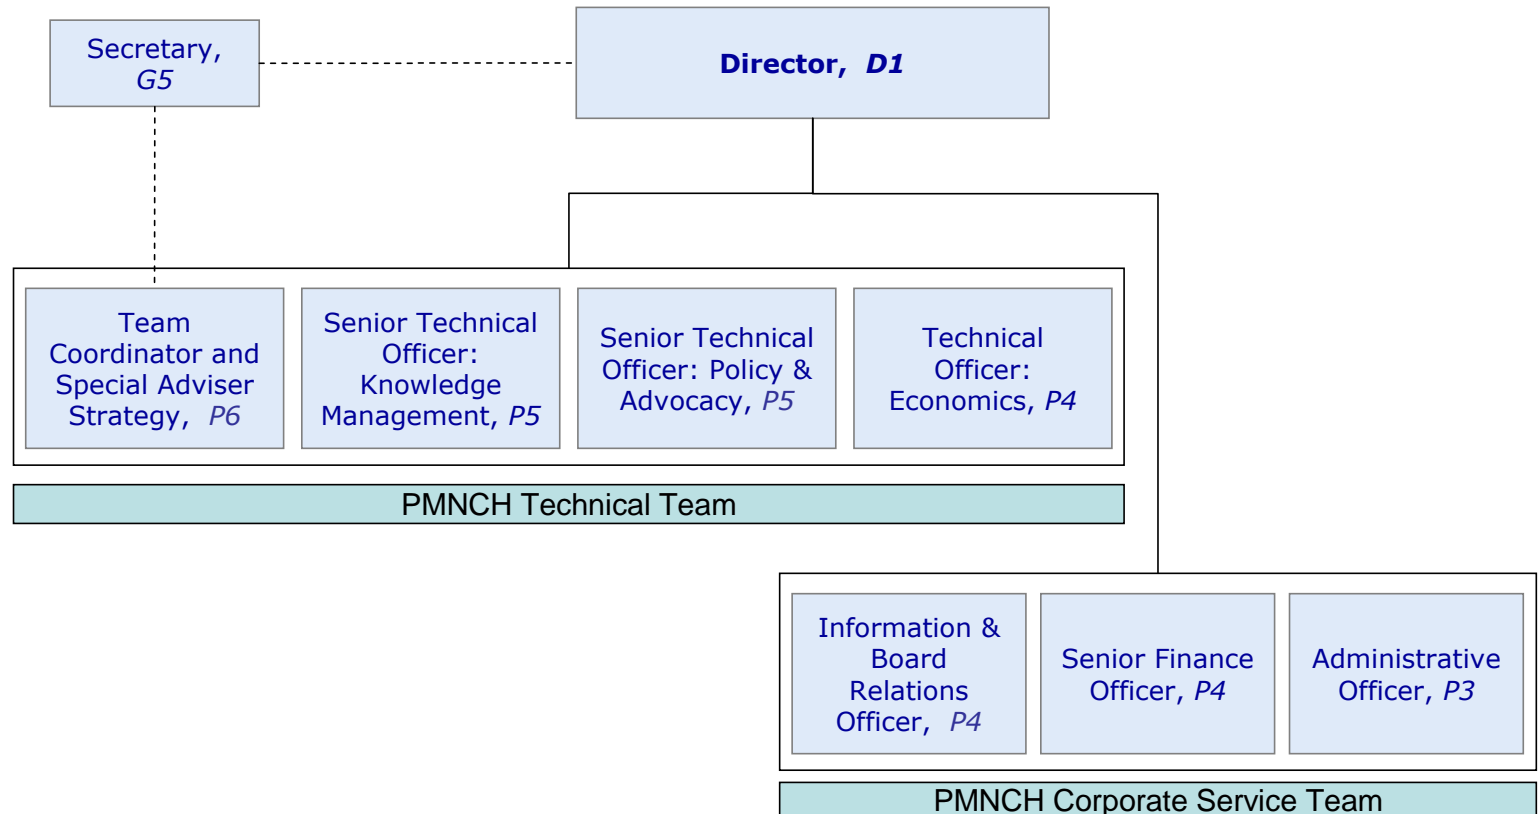 Secretary,
G5
Director, D1
Team
Coordinator and
Special Adviser
Strategy, P6
Senior Technical
Officer:
Knowledge
Management, P5
Senior Technical
Officer: Policy &
Advocacy, P5
Technical
Officer:
Economics, P4
PMNCH Technical Team
Information &
Board
Relations
Officer, P4
Senior Finance
Officer, P4
Administrative
Officer, P3
PMNCH Corporate Service Team